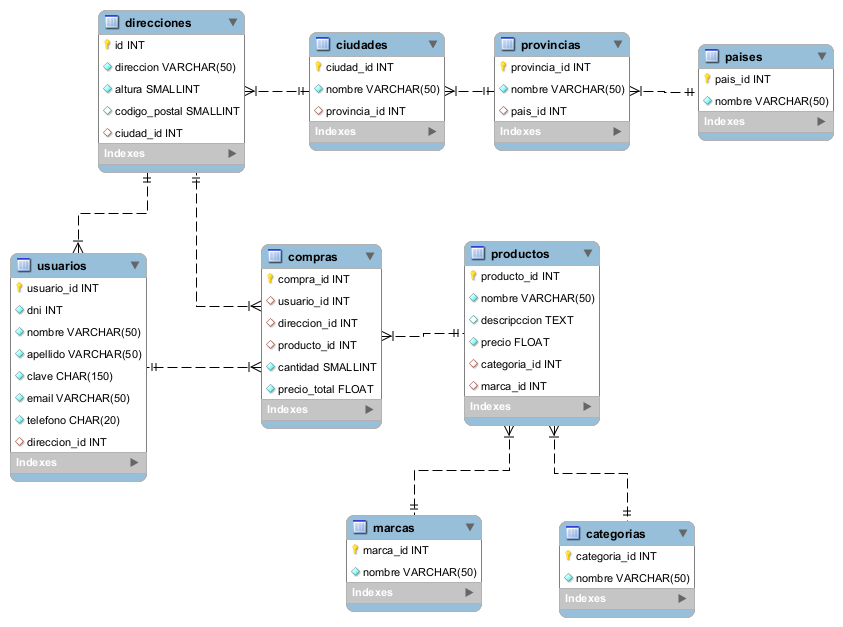 direcciones
id INT
direccion VARCHAR(50)
altura SMALLINT
codigo_postal SMALLINT
ciudad_id INT
Indexes
ciudades
ciudad_id INT
nombre VARCHAR(50)
provincia_id INT
Indexes
provincias
provincia_id INT
nombre VARCHAR(50)
pais_id INT
Indexes
paises
pais_id INT
nombre VARCHAR(50)
Indexes
usuarios
usuario_id INT
dni INT
nombre VARCHAR(50)
apellido VARCHAR(50)
clave CHAR(150)
email VARCHAR(50)
telefono CHAR(20)
direccion_id INT
Indexes
compras
compra_id INT
usuario_id INT
direccion_id INT
producto_id INT
cantidad SMALLINT
precio_total FLOAT
Indexes
productos
producto_id INT
nombre VARCHAR(50)
descripccion TEXT
precio FLOAT
categoria_id INT
marca_id INT
Indexes
marcas
marca_id INT
nombre VARCHAR(50)
Indexes
categorias
categoria_id INT
nombre VARCHAR(50)
Indexes